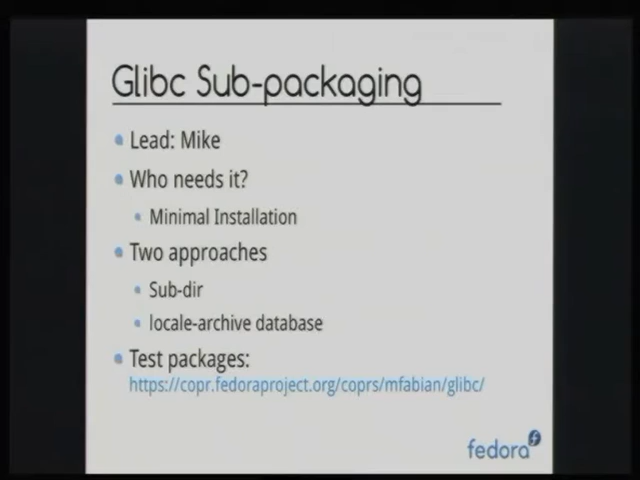 Glibc Sub-packaging
Lead: Mike
Who needs it?
Minimal Installation
Two approaches
Sub-dir
locale-archive database
Test packages:
https://copr.fedoraproject.org/coprs/mfabian/glibc/
fedora